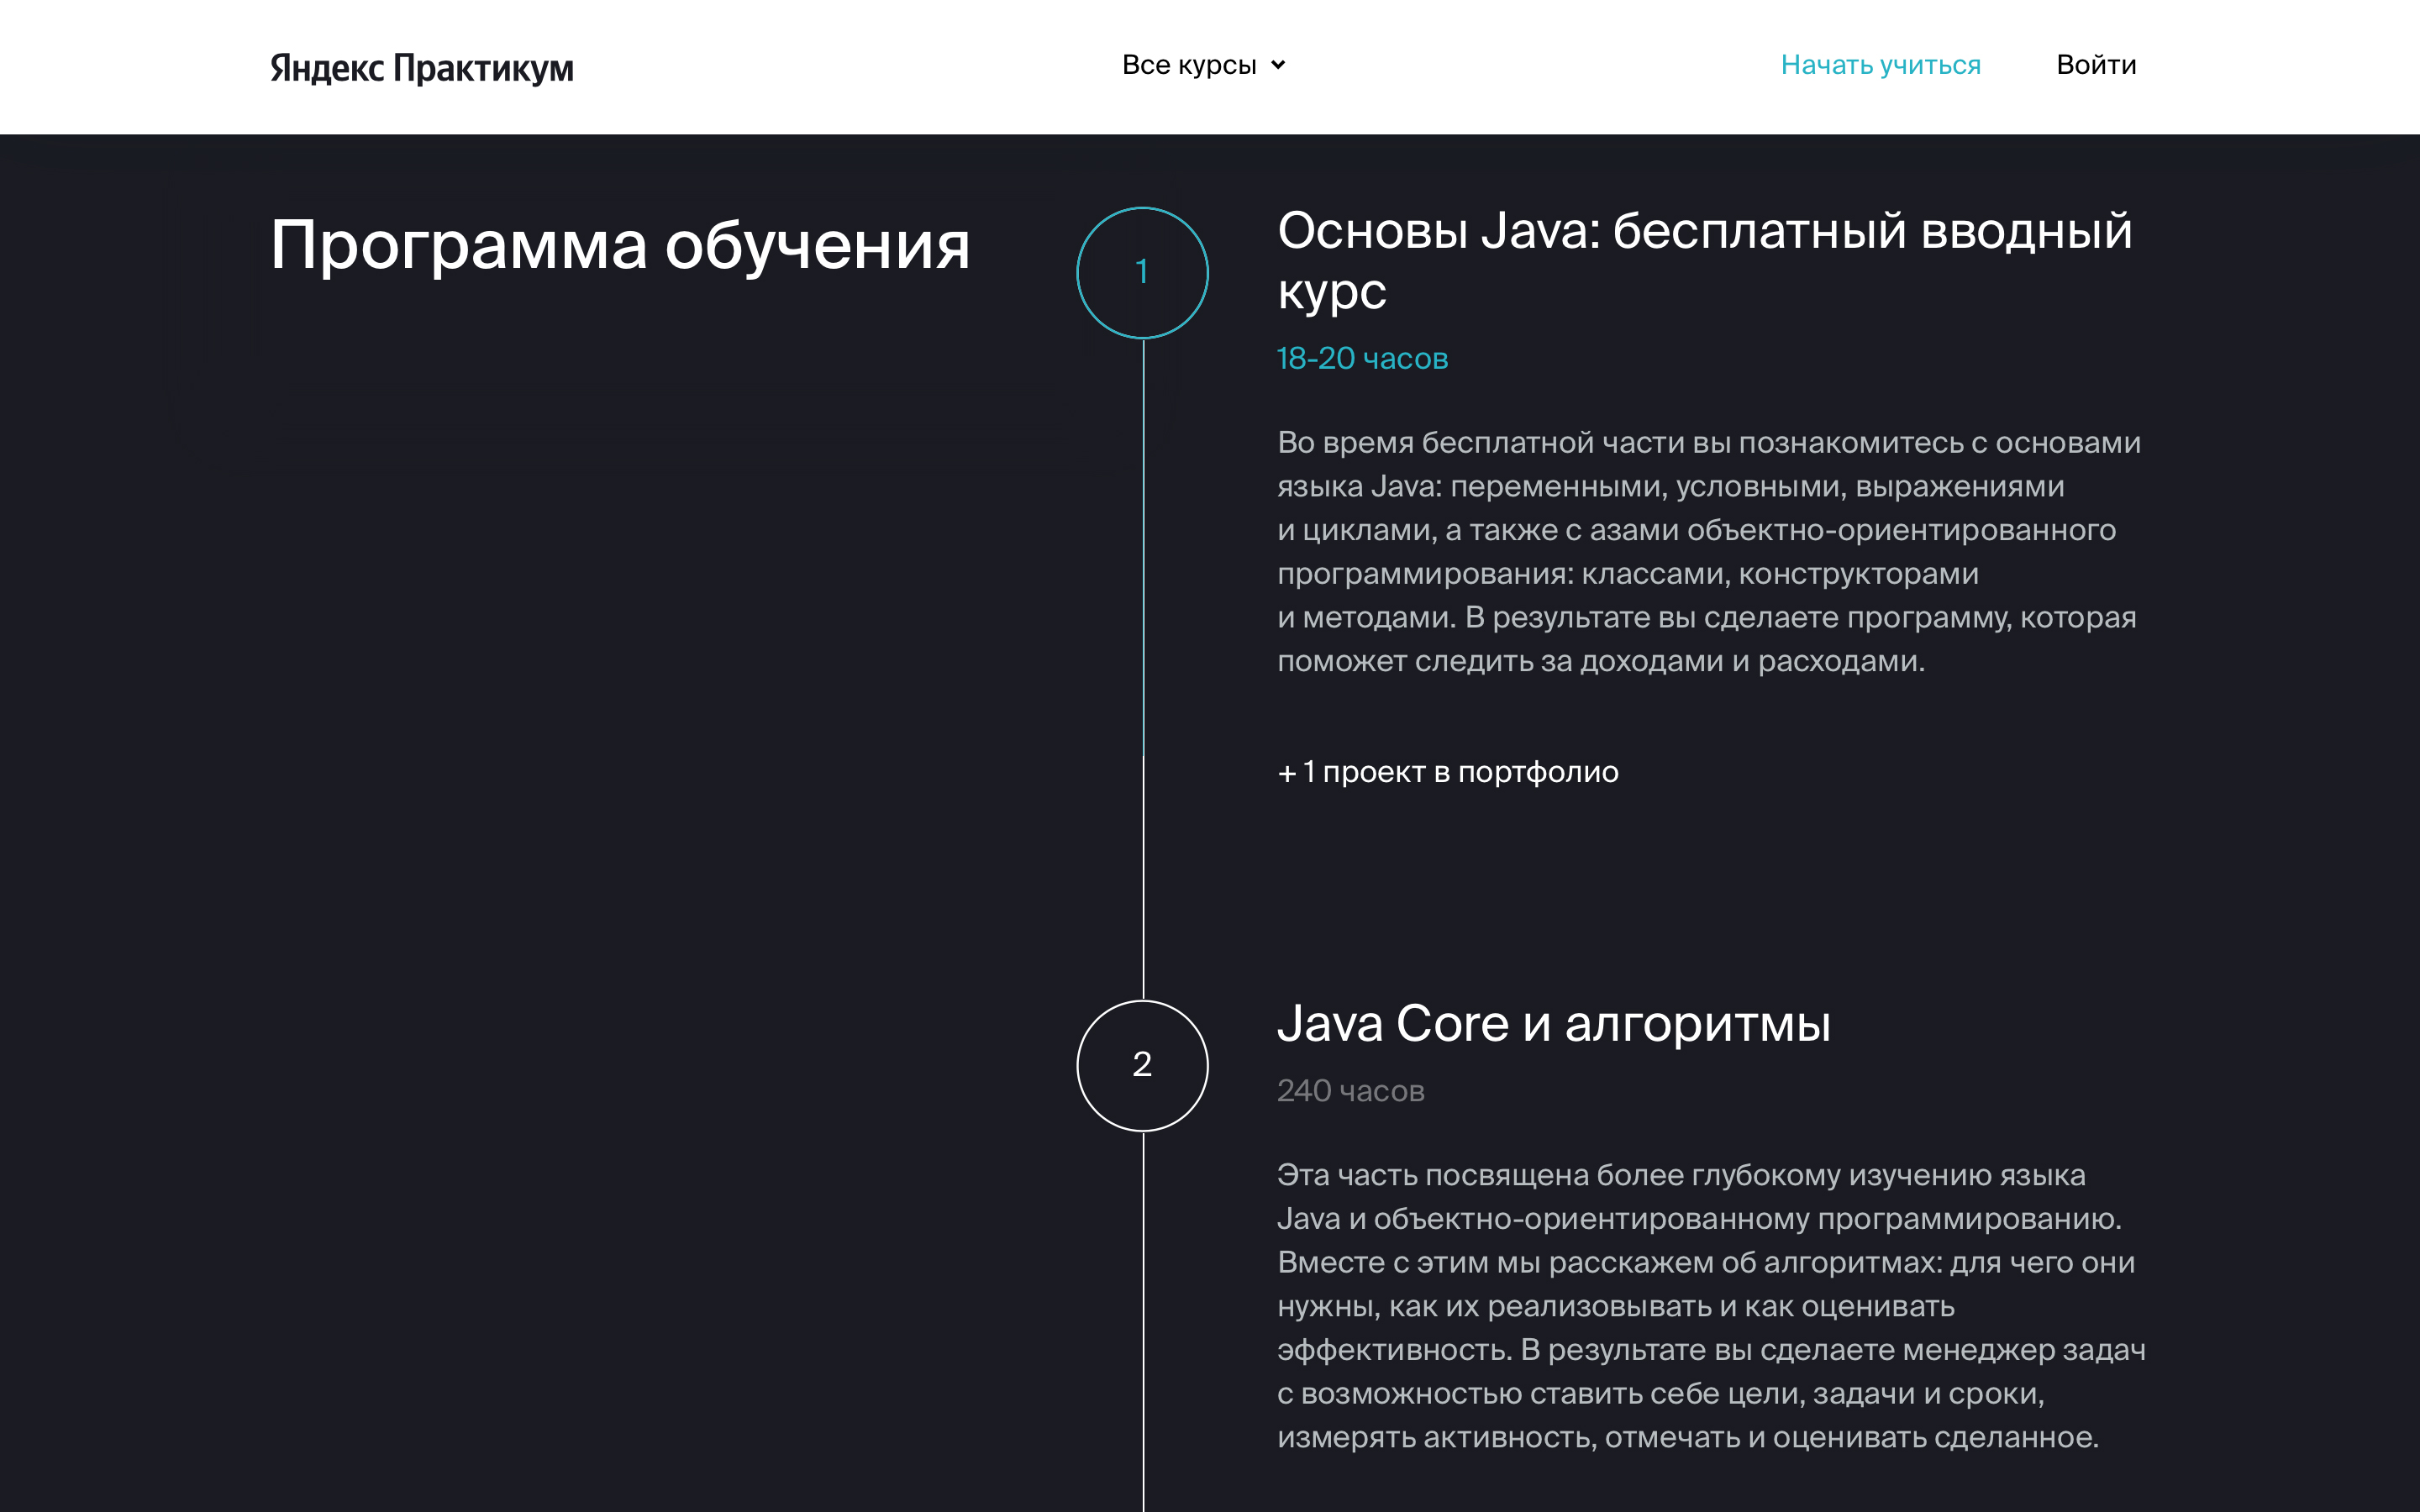 Яндекс Практикум
Все курсы
Начать учиться
Войти
Программа обучения
1
Основы Java: бесплатный вводный
курс
18-20 часов
Во время бесплатной части вы познакомитесь с основами
языка Java: переменными, условными, выражениями
и циклами, а также с азами объектно-ориентированного
программирования: классами, конструкторами
и методами. В результате вы сделаете программу, которая
поможет следить за доходами и расходами.
+ 1 проект в портфолио
2
Java Core и алгоритмы
240 часов
Эта часть посвящена более глубокому изучению языка
Java и объектно-ориентированному программированию.
Вместе с этим мы расскажем об алгоритмах: для чего они
нужны, как их реализовывать и как оценивать
эффективность. В результате вы сделаете менеджер задач
с возможностью ставить себе цели, задачи и сроки,
измерять активность, отмечать и оценивать сделанное.